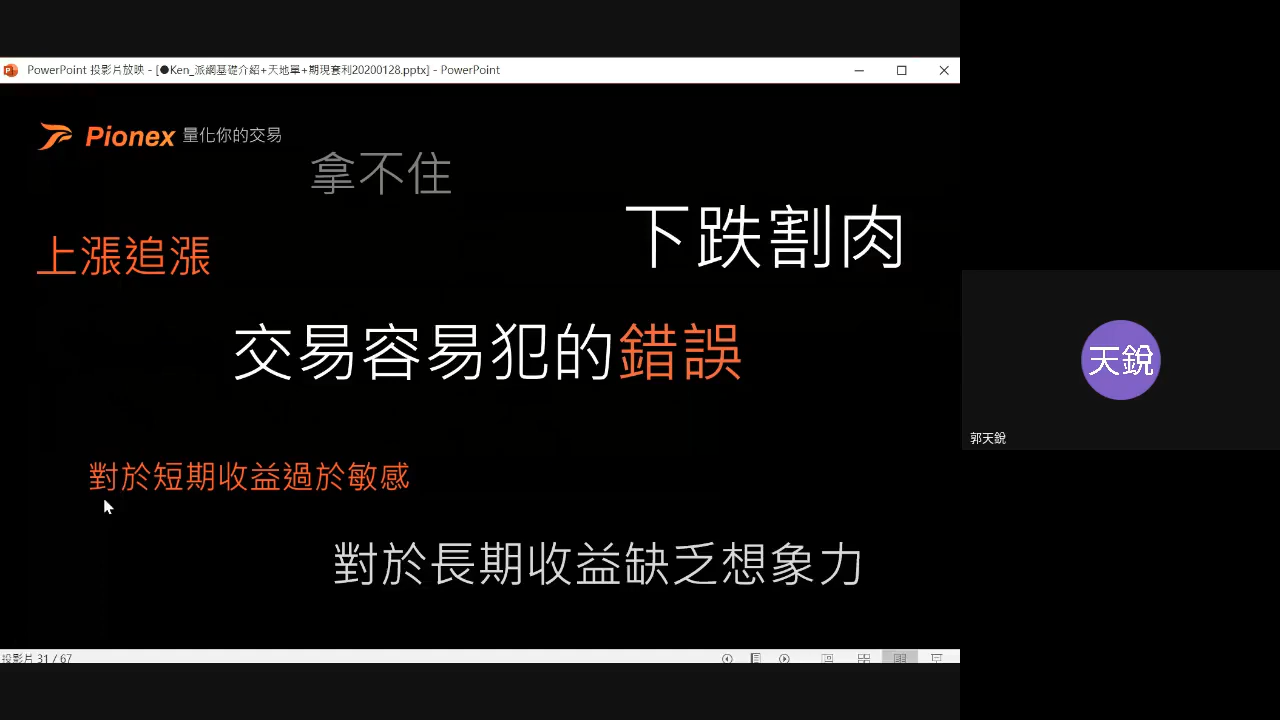 PowerPoint 投影片放映 - [●Ken_派網基礎介紹+天地單+期現套利20200128.pptx] - PowerPoint
Pionex 量化你的交易
拿不住
下跌割肉
上漲追漲
交易容易犯的錯誤
天銳
郭天銳
對於短期收益過於敏感
對於長期收益缺乏想象力
投影片 31 / 67